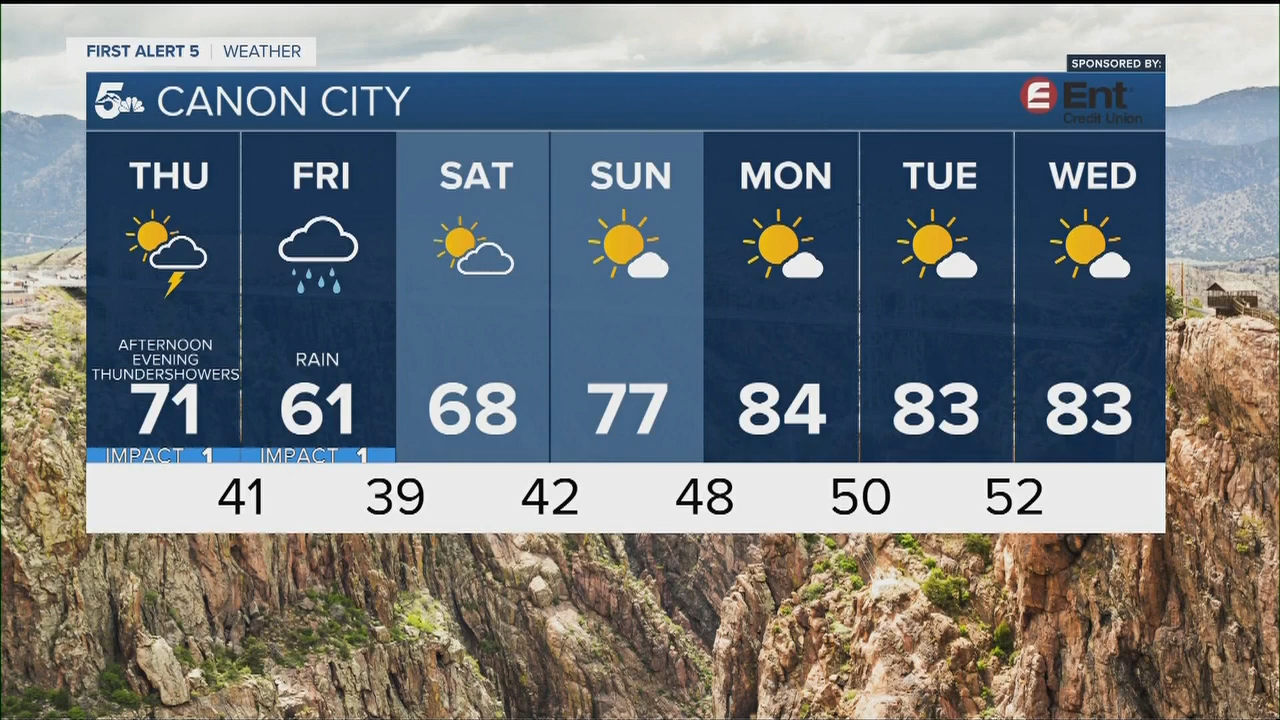 FIRST ALERT 5 | WEATHER
SPONSORED BY:
5 CANON CITY
Ent
Credit Union
THU FRI SAT SUN MON TUE WED
AFTERNOON
EVENING
THUNDERSHOWERS
RAIN
71 61 68 77 84 83 83
IMPACT 1 IMPACT 1
41 39 42 48 50 52